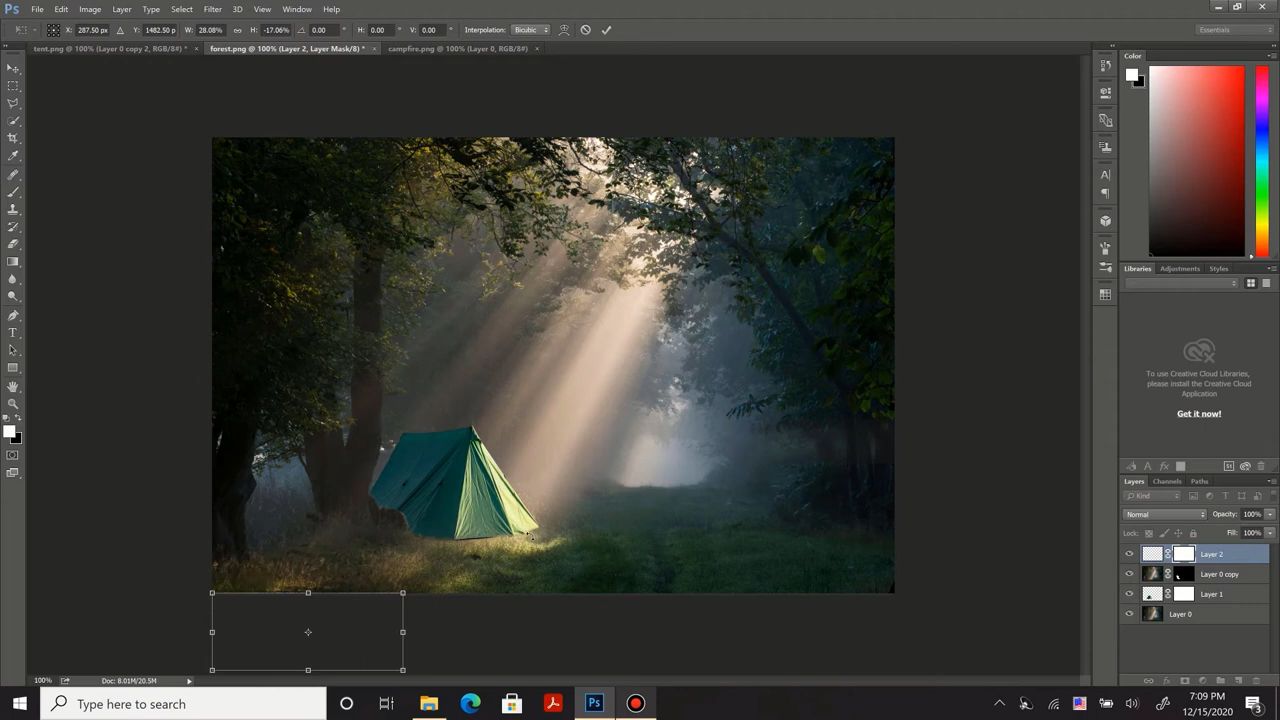 Ps File Edit Image Layer Type Select Filter 3D View Window Help
X: 287.50 px Y: 1482.50 p W: 28.08% H: -17.06% 0.00 ° H: 0.00 ° V: 0.00 ° Interpolation: Bicubic Essentials
tent.png @ 100% (Layer 0 copy 2, RGB/8#) * × forest.png @ 100% (Layer 2, Layer Mask/8) * × campfire.png @ 100% (Layer 0, RGB/8#) ×
Color
Libraries Adjustments Styles
To use Creative Cloud Libraries,
please install the Creative Cloud
Application
Get it now!
Layers Channels Paths
Kind
Normal Opacity: 100%
Lock: Fill: 100%
Layer 2
Layer 0 copy
Layer 1
Layer 0
100% Doc: 8.01M/20.5M
Type here to search
Ps
7:09 PM
12/15/2020
3